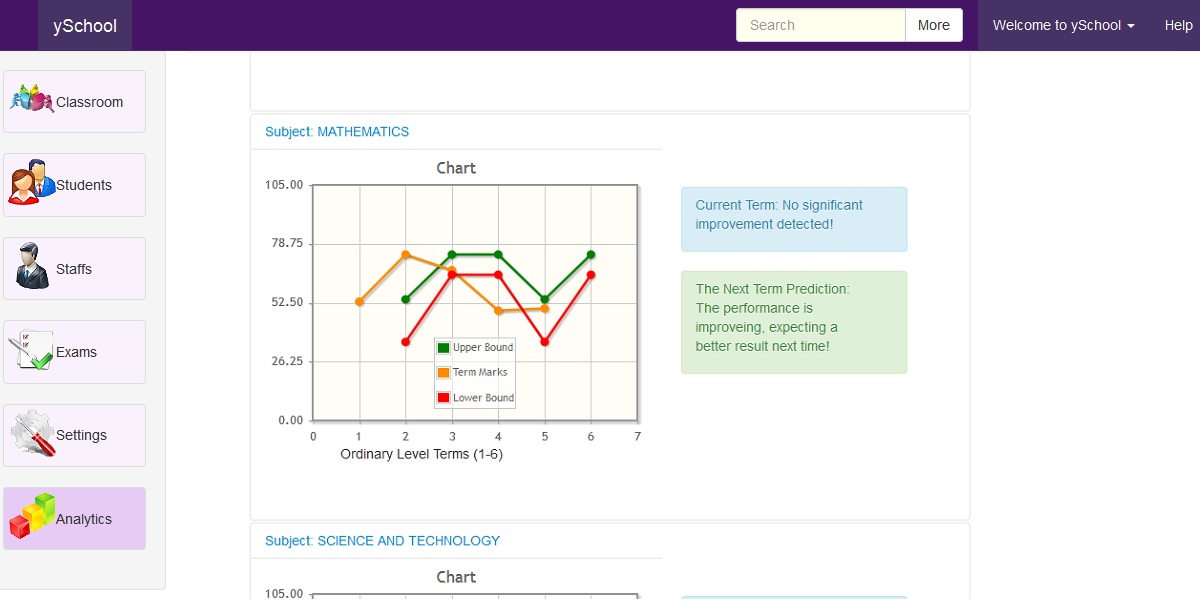 ySchool
Search
More
Welcome to ySchool
Help
Classroom
Students
Staffs
Exams
Settings
Analytics
Subject: MATHEMATICS
Chart
105.00
78.75
52.50
26.25
0.00
0 1 2 3 4 5 6 7
Upper Bound
Term Marks
Lower Bound
Ordinary Level Terms (1-6)
Current Term: No significant
improvement detected!
The Next Term Prediction:
The performance is
improveing, expecting a
better result next time!
Subject: SCIENCE AND TECHNOLOGY
Chart
105.00